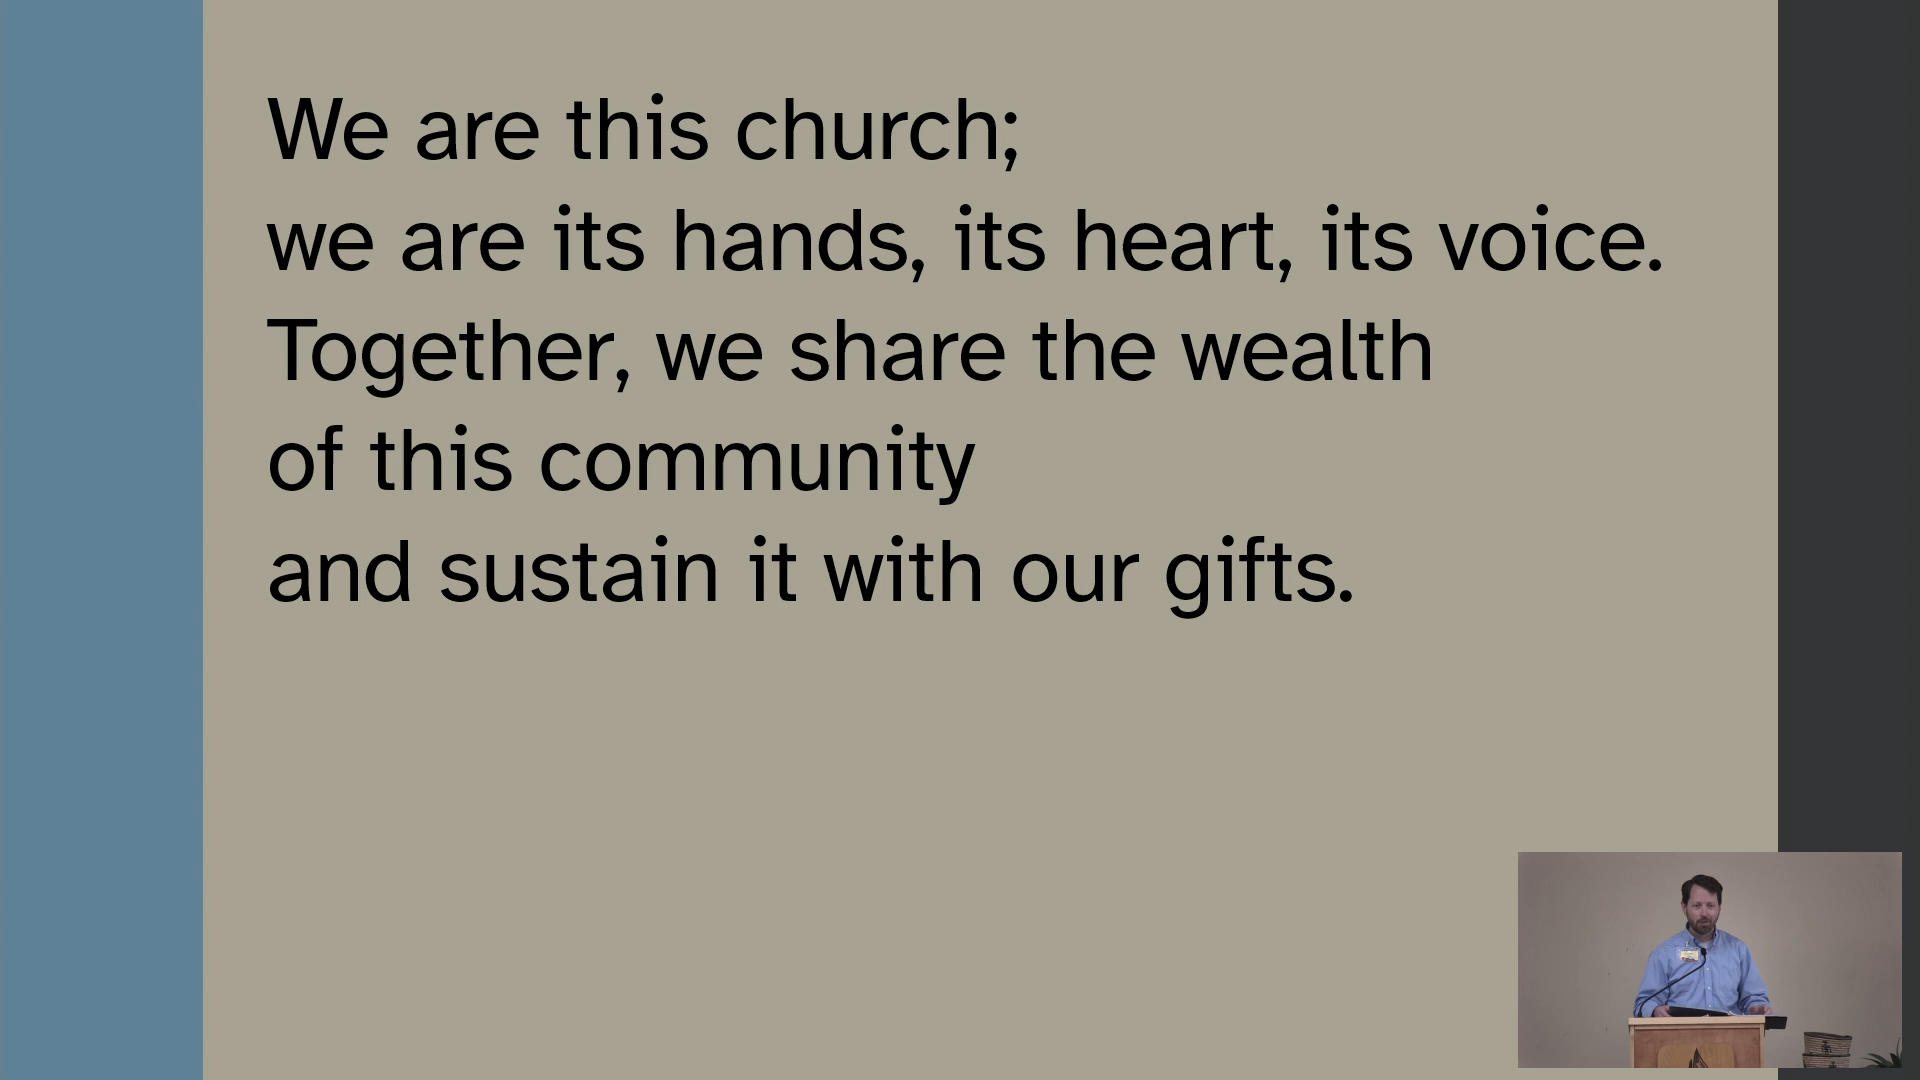 We are this church;
we are its hands, its heart, its voice.
Together, we share the wealth
of this community
and sustain it with our gifts.